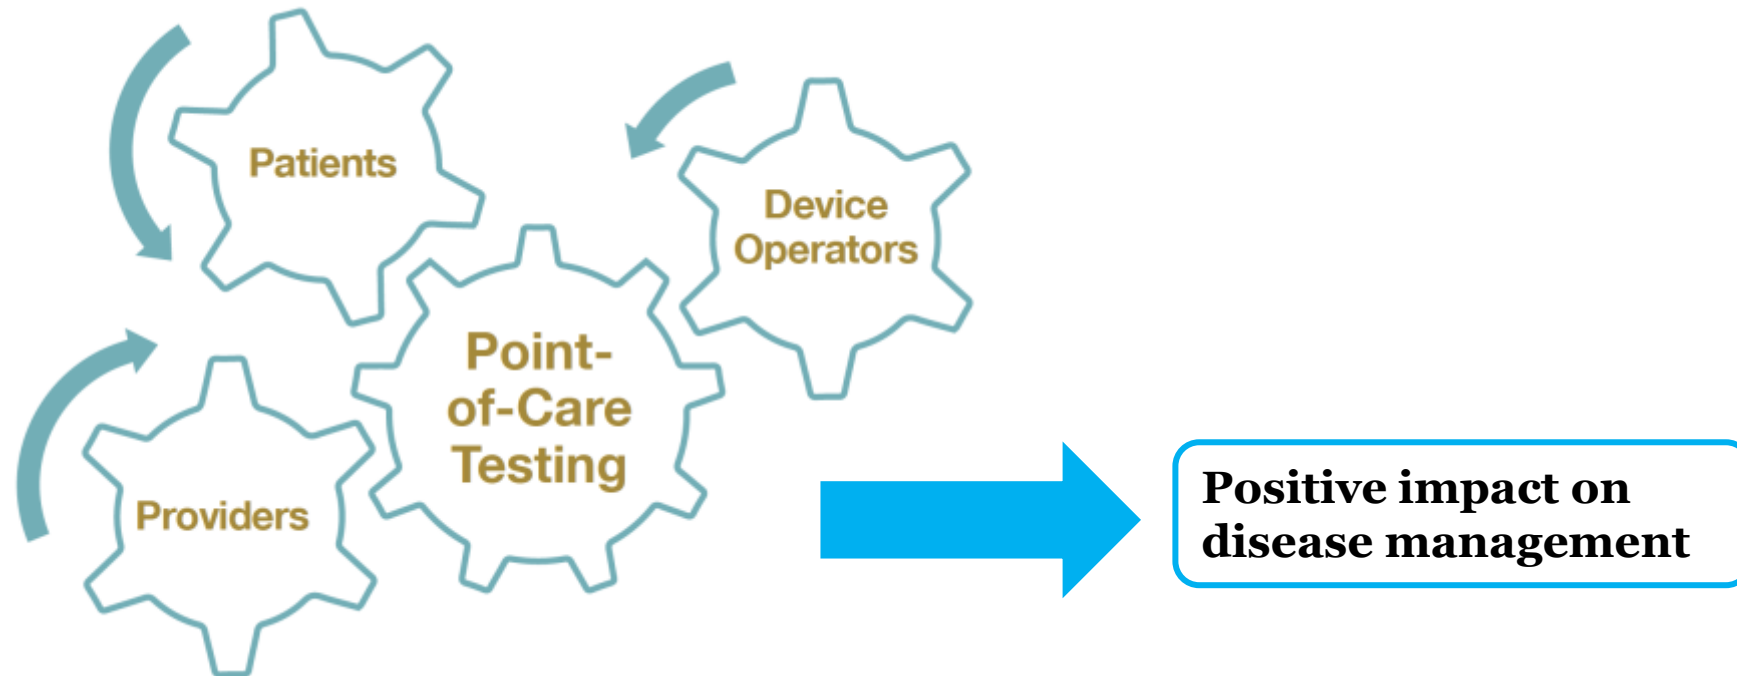 Patients
Device
Operators
Point-
of-Care
Testing
Providers
Positive impact on
disease management